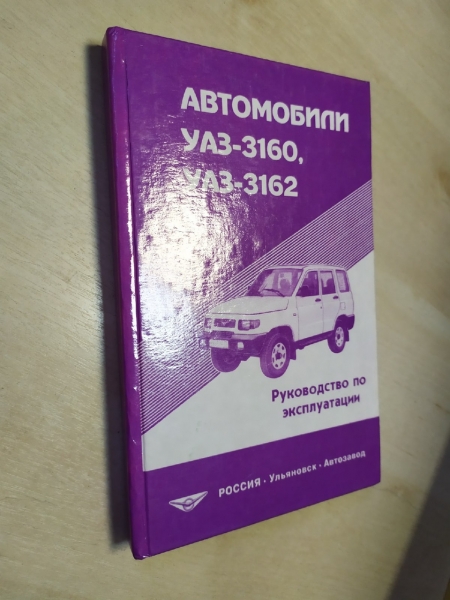 АВТОМОБИЛИ
УАЗ-3160,
УАЗ-3162
Руководство по
эксплуатации
РОССИЯ · Ульяновск · Автозавод